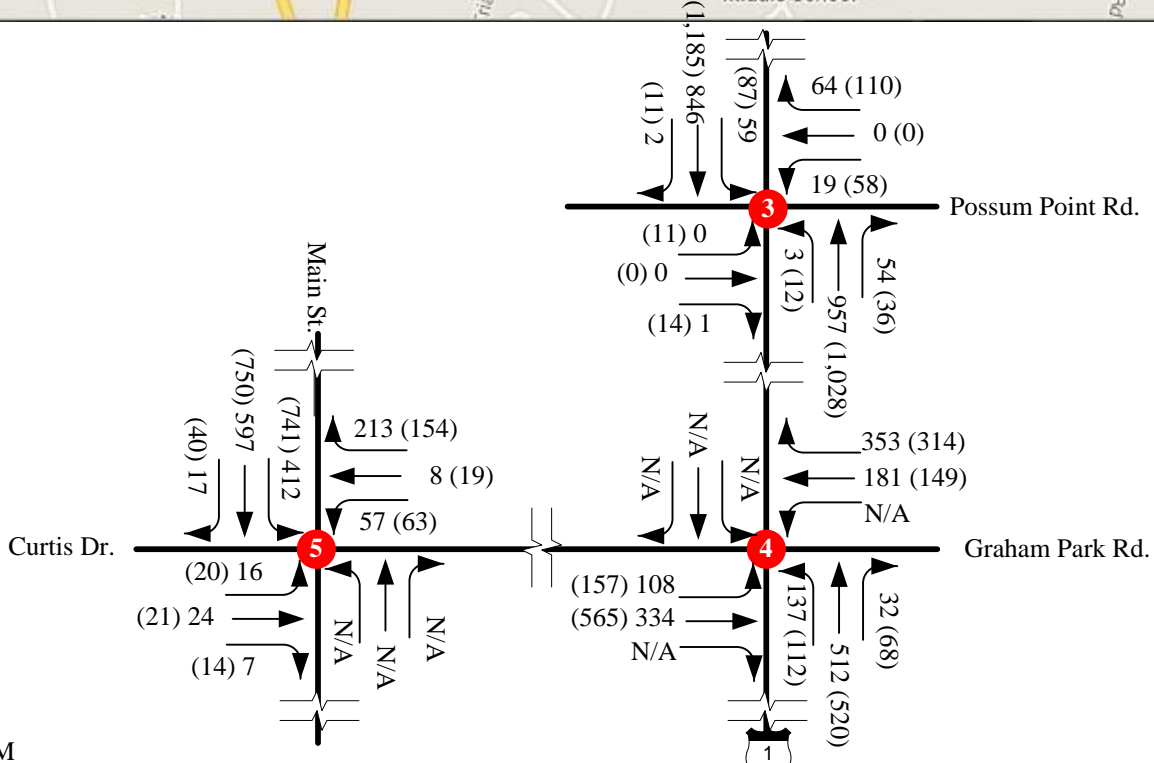 (1,185) 846
(87) 59
(11) 2
64 (110)
0 (0)
19 (58)
3
Possum Point Rd.
(11) 0
(0) 0
(14) 1
3 (12)
957 (1,028)
54 (36)
Main St.
(40) 17
(750) 597
(741) 412
213 (154)
8 (19)
57 (63)
N/A
N/A
N/A
353 (314)
181 (149)
N/A
Curtis Dr.
5
4
Graham Park Rd.
(20) 16
(21) 24
(14) 7
N/A
N/A
N/A
(157) 108
(565) 334
N/A
137 (112)
512 (520)
32 (68)
M
1